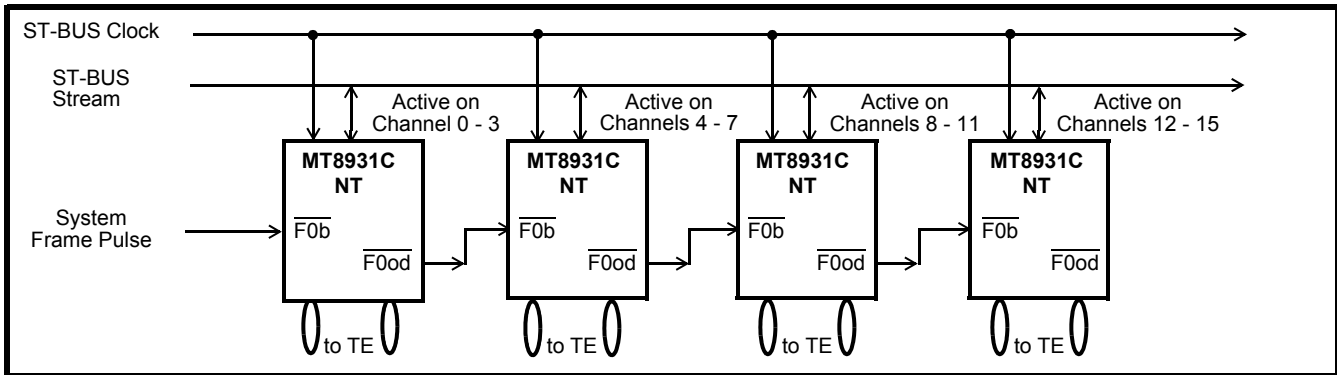 ST-BUS Clock
ST-BUS
Stream
Active on
Channel 0 - 3
Active on
Channels 4 - 7
Active on
Channels 8 - 11
Active on
Channels 12 - 15
System
Frame Pulse
MT8931C
NT
F0b
F0od
to TE
MT8931C
NT
F0b
F0od
to TE
MT8931C
NT
F0b
F0od
to TE
MT8931C
NT
F0b
F0od
to TE